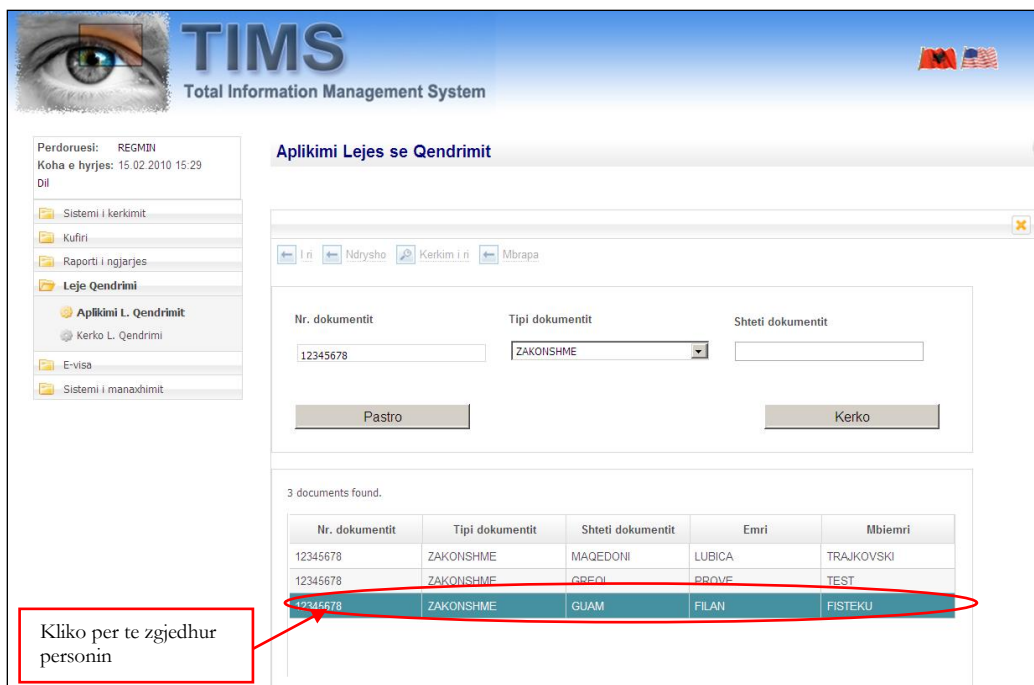 TIMS
Total Information Management System
Perdoruesi: REGMIN
Koha e hyrjes: 15.02.2010 15:29
Dil
Sistemi i kerkimit
Kufiri
Raporti i ngjarjes
Leje Qendrimi
Aplikimi L. Qendrimit
Kerko L. Qendrimi
E-visa
Sistemi i manaxhimit
Aplikimi Lejes se Qendrimit
I ri Ndrysho Kerkim i ri Mbrapa
Nr. dokumentit Tipi dokumentit Shteti dokumentit
12345678 ZAKONSHME
Pastro Kerko
3 documents found.
Nr. dokumentit Tipi dokumentit Shteti dokumentit Emri Mbiemri
12345678 ZAKONSHME MAQEDONI LUBICA TRAJKOVSKI
12345678 ZAKONSHME GREQI PROVE TEST
12345678 ZAKONSHME GUAM FILAN FISTEKU
Kliko per te zgjedhur
personin